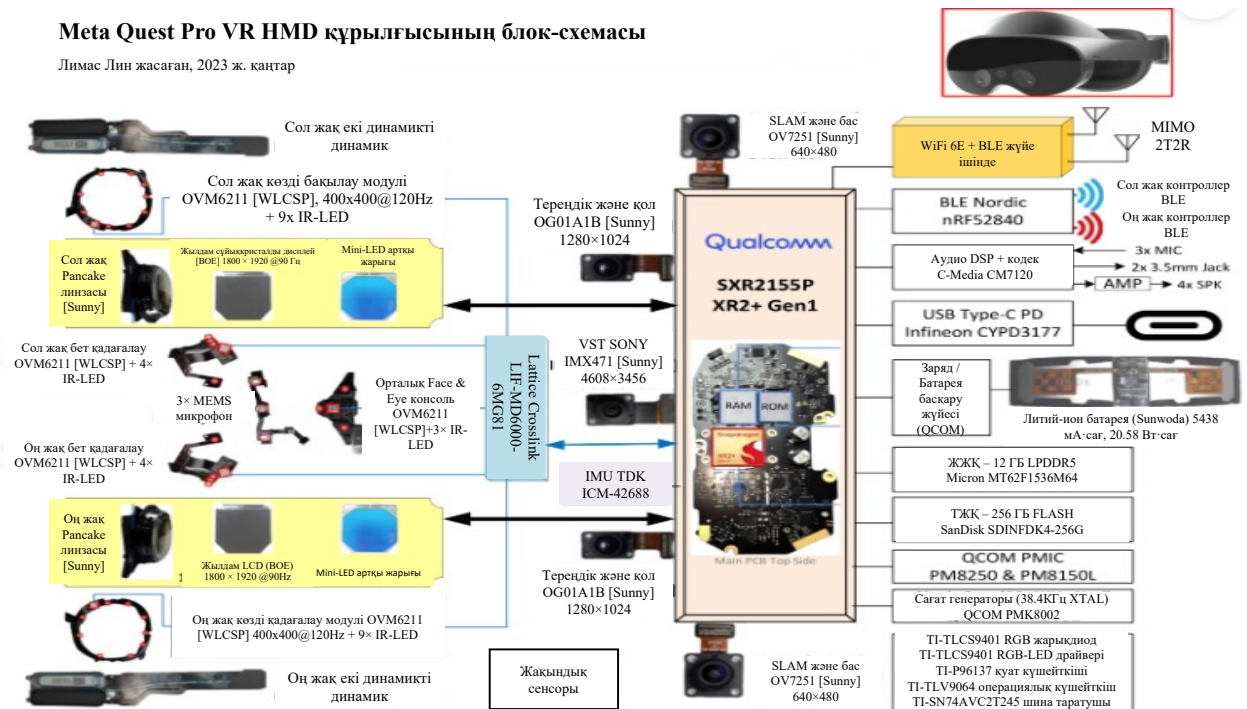 Meta Quest Pro VR HMD құрылғысының блок-схемасы
Лимас Лин жасаған, 2023 ж. қаңтар
Сол жақ екі динамикті
динамик
Сол жақ көзді бақылау модулі
OVM6211 [WLCSP], 400x400@120Hz
+ 9x IR-LED
Сол жақ
Pancake
линзасы
[Sunny]
Жылдам сұйыққристалды дисплей
[BOE] 1800 × 1920 @90 Гц
Mini-LED артқы
жарығы
Сол жақ бет қадағалау
OVM6211 [WLCSP] + 4×
IR-LED
3× MEMS
микрофон
Орталық Face &
Eye консоль
OVM6211
[WLCSP]+3× IR-
LED
Оң жақ бет қадағалау
OVM6211 [WLCSP] + 4×
IR-LED
Оң жақ
Pancake
линзасы
[Sunny]
Жылдам LCD (BOE)
1800 × 1920 @90Hz
Mini-LED артқы жарығы
Оң жақ көзді қадағалау модулі OVM6211
[WLCSP] 400x400@120Hz + 9× IR-LED
Оң жақ екі динамикті
динамик
Lattice Crosslink
LIF-MD6000-
6MG81
Жақындық
сенсоры
SLAM және бас
OV7251 [Sunny]
640×480
Тереңдік және қол
OG01A1B [Sunny]
1280×1024
VST SONY
IMX471 [Sunny]
4608×3456
IMU TDK
ICM-42688
Тереңдік және қол
OG01A1B [Sunny]
1280×1024
SLAM және бас
OV7251 [Sunny]
640×480
Qualcomm
SXR2155P
XR2+ Gen1
RAM
ROM
Snapdragon
XR2+
Main PCB Top Side
WiFi 6E + BLE жүйе
ішінде
MIMO
2T2R
BLE Nordic
nRF52840
Сол жақ контроллер
BLE
Оң жақ контроллер
BLE
Аудио DSP + кодек
C-Media CM7120
3x MIC
2x 3.5mm Jack
AMP
4x SPK
USB Type-C PD
Infineon CYPD3177
Заряд /
Батарея
басқару
жүйесі
(QCOM)
Литий-ион батарея (Sunwoda) 5438
мА·сағ, 20.58 Вт·сағ
ЖЖҚ – 12 ГБ LPDDR5
Micron MT62F1536M64
ТЖҚ – 256 ГБ FLASH
SanDisk SDINFDK4-256G
QCOM PMIC
PM8250 & PM8150L
Сағат генераторы (38.4КГц XTAL)
QCOM PMK8002
TI-TLCS9401 RGB жарықдиод
TI-TLCS9401 RGB-LED драйвері
TI-P96137 қуат күшейткіші
TI-TLV9064 операциялық күшейткіш
TI-SN74AVC2T245 шина таратушы